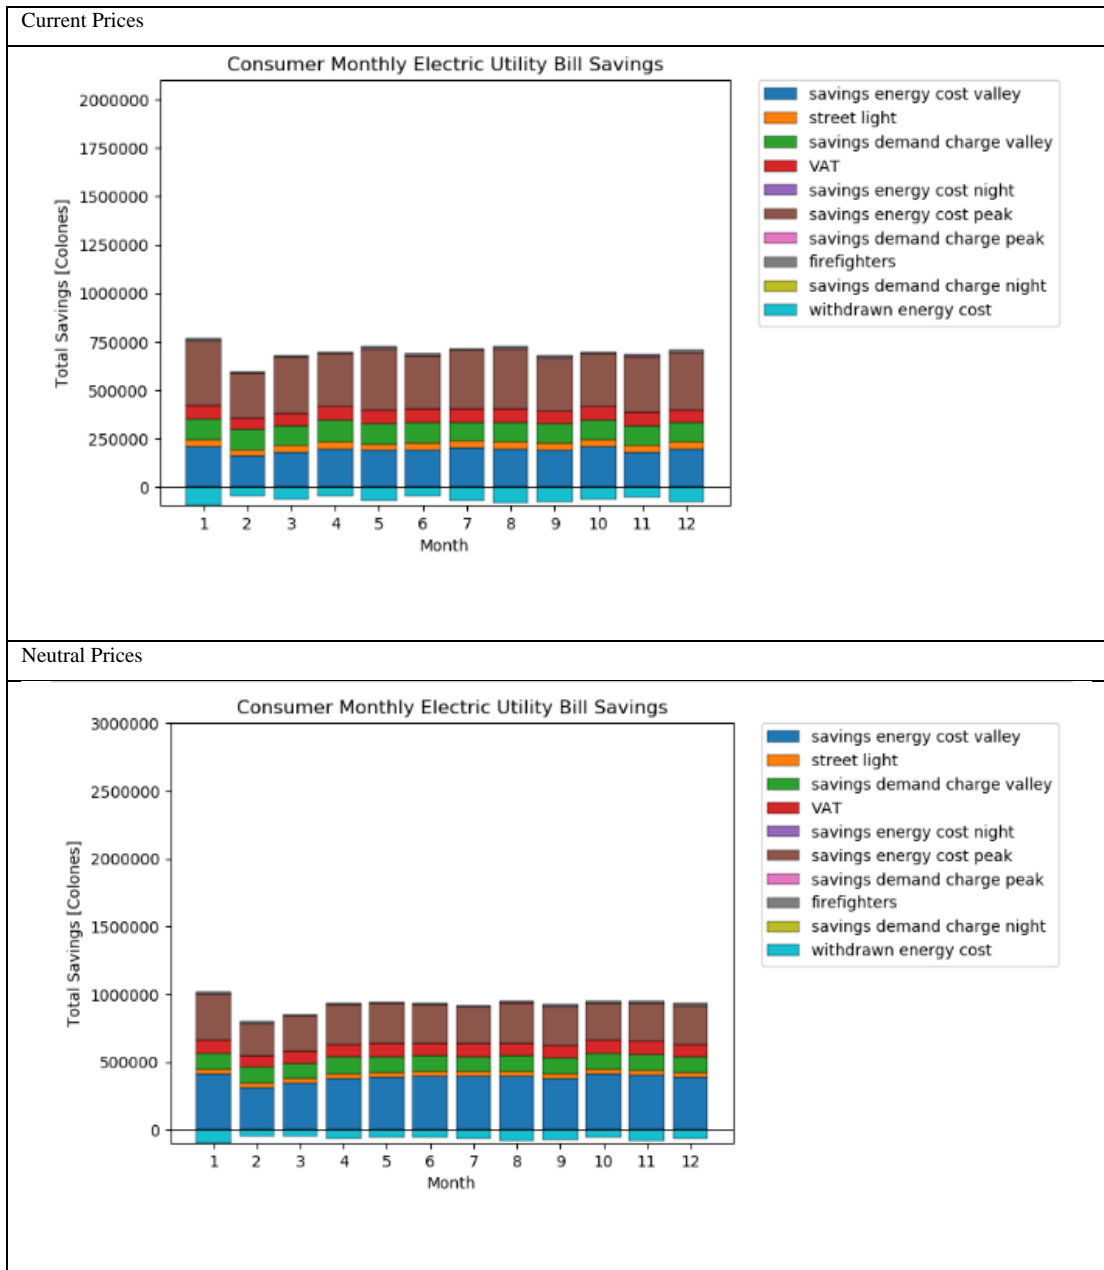 Current Prices
Consumer Monthly Electric Utility Bill Savings
2000000
1750000
1500000
1250000
1000000
750000
500000
250000
0
Total Savings [Colones]
1 2 3 4 5 6 7 8 9 10 11 12
Month
savings energy cost valley
street light
savings demand charge valley
VAT
savings energy cost night
savings energy cost peak
savings demand charge peak
firefighters
savings demand charge night
withdrawn energy cost
Neutral Prices
Consumer Monthly Electric Utility Bill Savings
3000000
2500000
2000000
1500000
1000000
500000
0
Total Savings [Colones]
1 2 3 4 5 6 7 8 9 10 11 12
Month
savings energy cost valley
street light
savings demand charge valley
VAT
savings energy cost night
savings energy cost peak
savings demand charge peak
firefighters
savings demand charge night
withdrawn energy cost